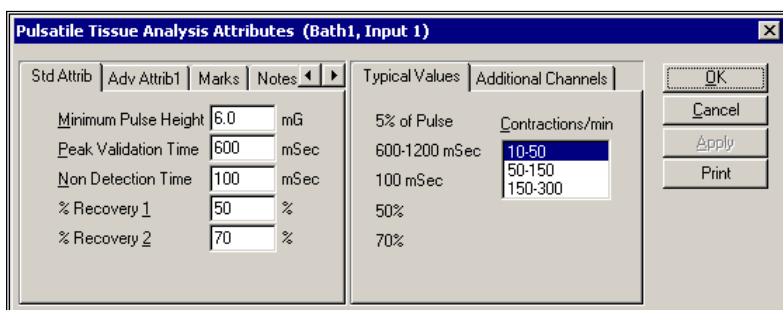 Pulsatile Tissue Analysis Attributes (Bath1, Input 1)
Std Attrib Adv Attrib1 Marks Notes
Minimum Pulse Height 6.0 mG
Peak Validation Time 600 mSec
Non Detection Time 100 mSec
% Recovery 1 50 %
% Recovery 2 70 %
Typical Values Additional Channels
5% of Pulse
600-1200 mSec
100 mSec
50%
70%
Contractions/min
10-50
50-150
150-300
OK
Cancel
Apply
Print